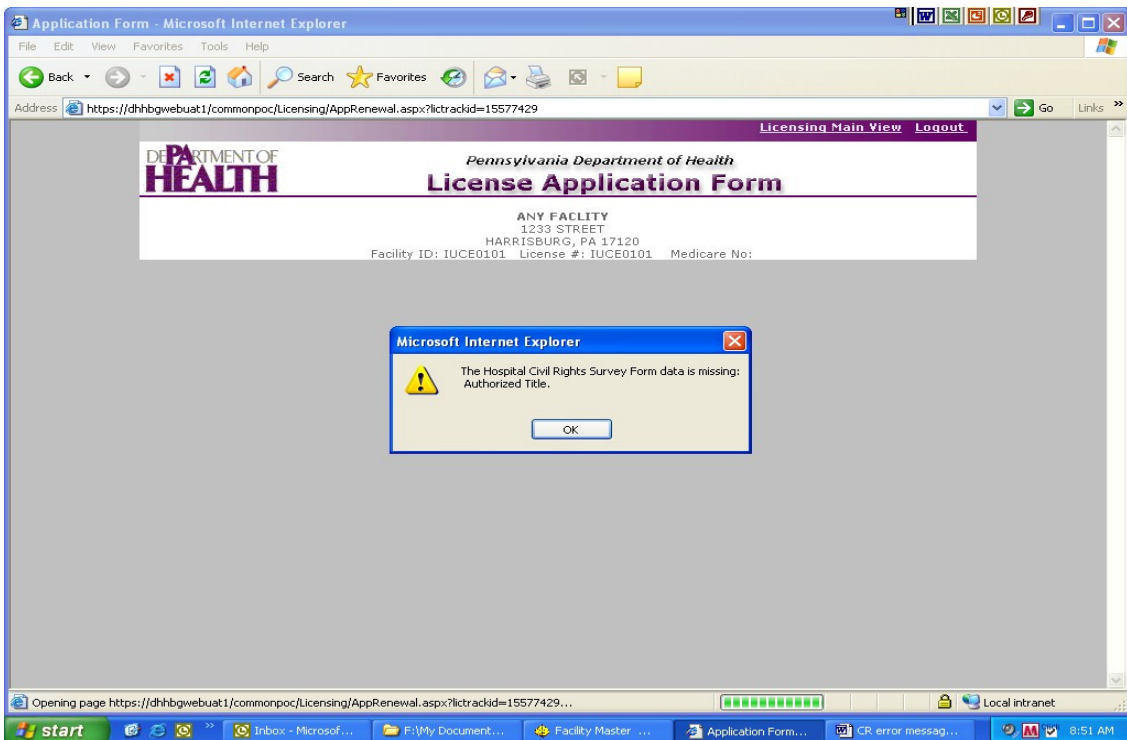 Application Form - Microsoft Internet Explorer
File Edit View Favorites Tools Help
Back Search Favorites
Address https://dhhbgwebuat1/commonpoc/Licensing/AppRenewal.aspx?lictrackid=15577429 Go Links »
Licensing Main View Logout
DEPARTMENT OF
HEALTH
Pennsylvania Department of Health
License Application Form
ANY FACLITY
1233 STREET
HARRISBURG, PA 17120
Facility ID: IUCE0101 License #: IUCE0101 Medicare No:
Microsoft Internet Explorer
The Hospital Civil Rights Survey Form data is missing:
Authorized Title.
OK
Opening page https://dhhbgwebuat1/commonpoc/Licensing/AppRenewal.aspx?lictrackid=15577429... Local intranet
start » Inbox - Microsof... F:\My Document... Facility Master ... Application Form... CR error messag... 8:51 AM